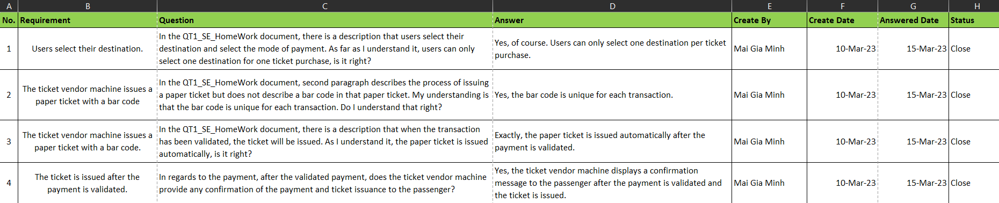 A B C D E F G H
No. Requirement Question Answer Create By Create Date Answered Date Status
1 Users select their destination.
In the QT1_SE_HomeWork document, there is a description that users select their
destination and select the mode of payment. As far as I understand it, users can only
select one destination for one ticket purchase, is it right?
Yes, of course. Users can only select one destination per ticket
purchase.
Mai Gia Minh 10-Mar-23 15-Mar-23 Close
2 The ticket vendor machine issues a
paper ticket with a bar code
In the QT1_SE_HomeWork document, second paragraph describes the process of issuing
a paper ticket but does not describe a bar code in that paper ticket. My understanding is
that the bar code is unique for each transaction. Do I understand that right?
Yes, the bar code is unique for each transaction.
Mai Gia Minh 10-Mar-23 15-Mar-23 Close
3 The ticket vendor machine issues a
paper ticket with a bar code.
In the QT1_SE_HomeWork document, there is a description that when the transaction
has been validated, the ticket will be issued. As I understand it, the paper ticket is issued
automatically, is it right?
Exactly, the paper ticket is issued automatically after the
payment is validated.
Mai Gia Minh 10-Mar-23 15-Mar-23 Close
4 The ticket is issued after the
payment is validated.
In regards to the payment, after the validated payment, does the ticket vendor machine
provide any confirmation of the payment and ticket issuance to the passenger?
Yes, the ticket vendor machine displays a confirmation
message to the passenger after the payment is validated and
the ticket is issued.
Mai Gia Minh 10-Mar-23 15-Mar-23 Close